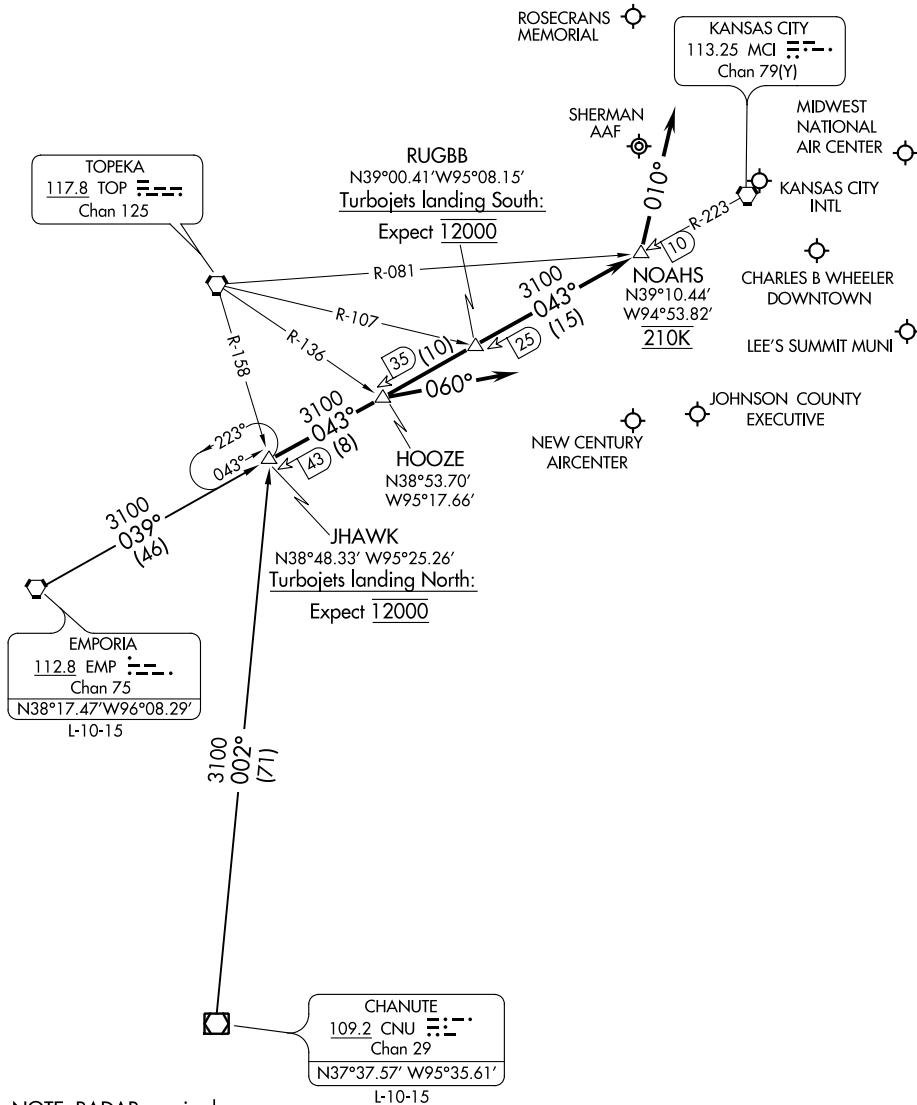 ROSECRANS
MEMORIAL
KANSAS CITY
113.25 MCI
Chan 79(Y)
MIDWEST
NATIONAL
AIR CENTER
SHERMAN
AAF
TOPEKA
117.8 TOP
Chan 125
RUGBB
N39°00.41'W95°08.15'
Turbojets landing South:
Expect 12000
010°
R-223
KANSAS CITY
INTL
10
R-081
NOAHS
N39°10.44'
W94°53.82'
210K
CHARLES B WHEELER
DOWNTOWN
3100
043°
(15)
R-107
R-136
R-158
25
35
(10)
LEE'S SUMMIT MUNI
060°
3100
043°
(8)
JOHNSON COUNTY
EXECUTIVE
NEW CENTURY
AIRCENTER
223°
043°
43
HOOZE
N38°53.70'
W95°17.66'
3100
039°
(46)
JHAWK
N38°48.33' W95°25.26'
Turbojets landing North:
Expect 12000
EMPORIA
112.8 EMP
Chan 75
N38°17.47'W96°08.29'
L-10-15
3100
002°
(71)
CHANUTE
109.2 CNU
Chan 29
N37°37.57' W95°35.61'
L-10-15